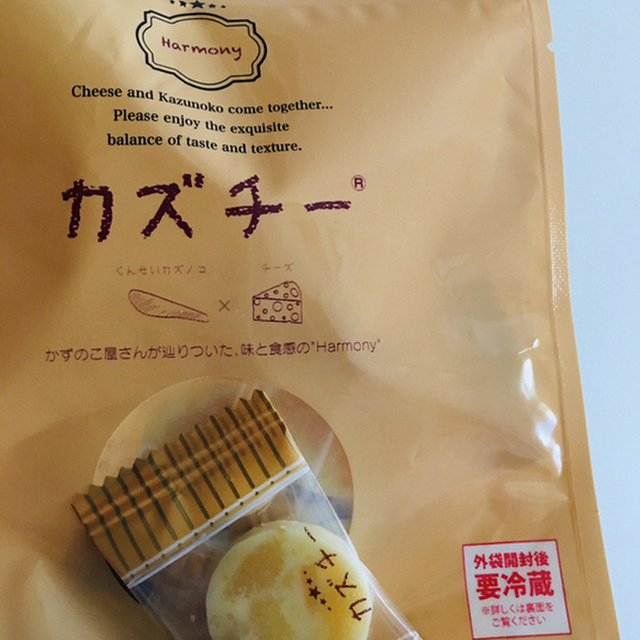 Harmony
Cheese and Kazunoko come together...
Please enjoy the exquisite
balance of taste and texture.
カズチー®
くんせいカズノコ × チーズ
かずのこ屋さんが辿りついた、味と食感の"Harmony"
カズチー
外袋開封後
要冷蔵
※詳しくは裏面を
ご覧ください